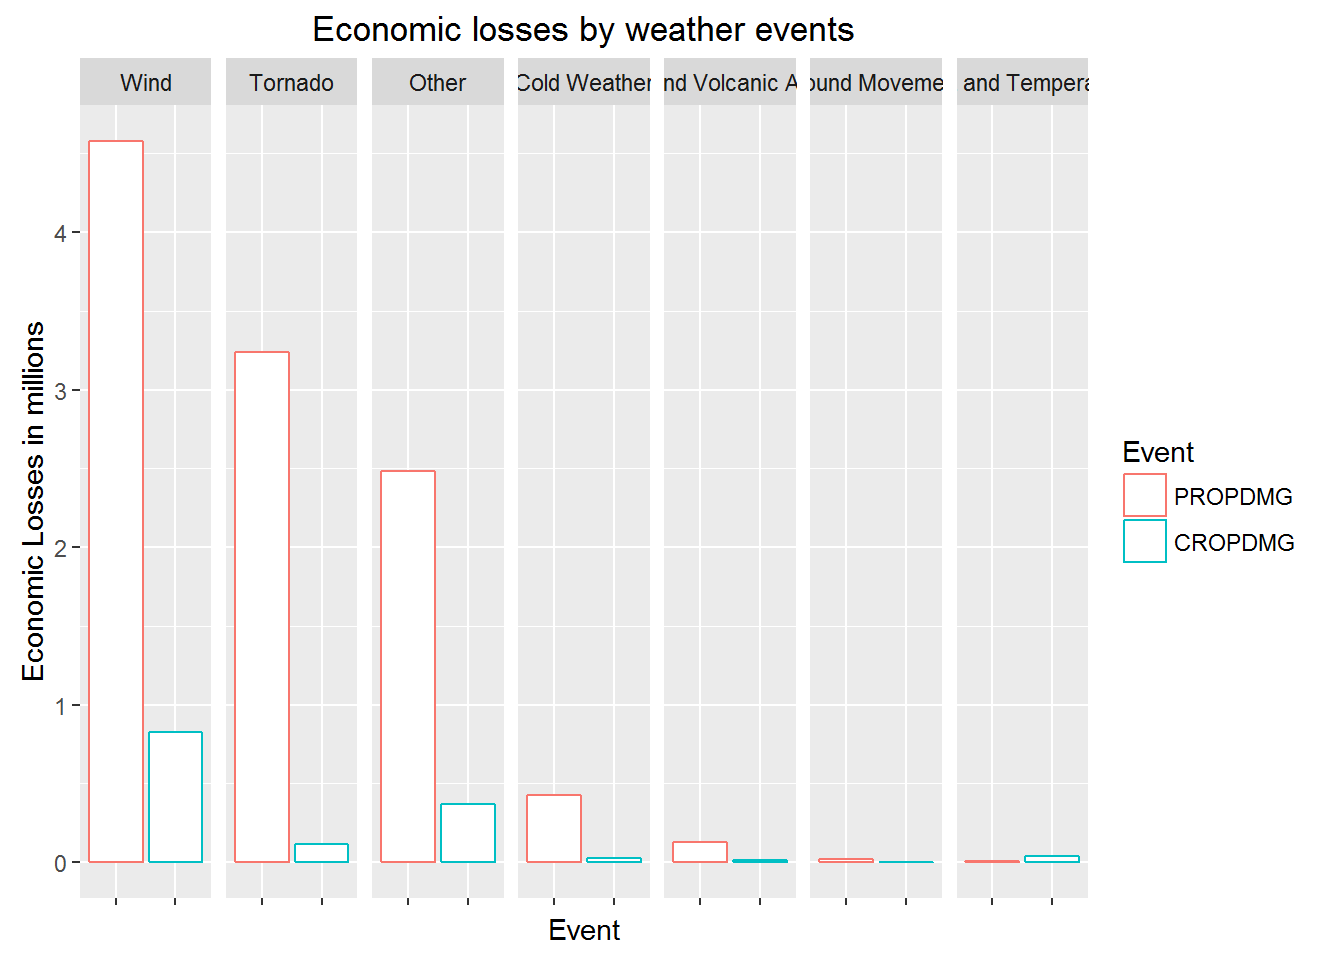 Economic losses by weather events
Wind
Tornado
Other
Cold Weather
nd Volcanic A
ound Moveme
and Tempera
4
3
2
1
0
Economic Losses in millions
Event
Event
PROPDMG
CROPDMG